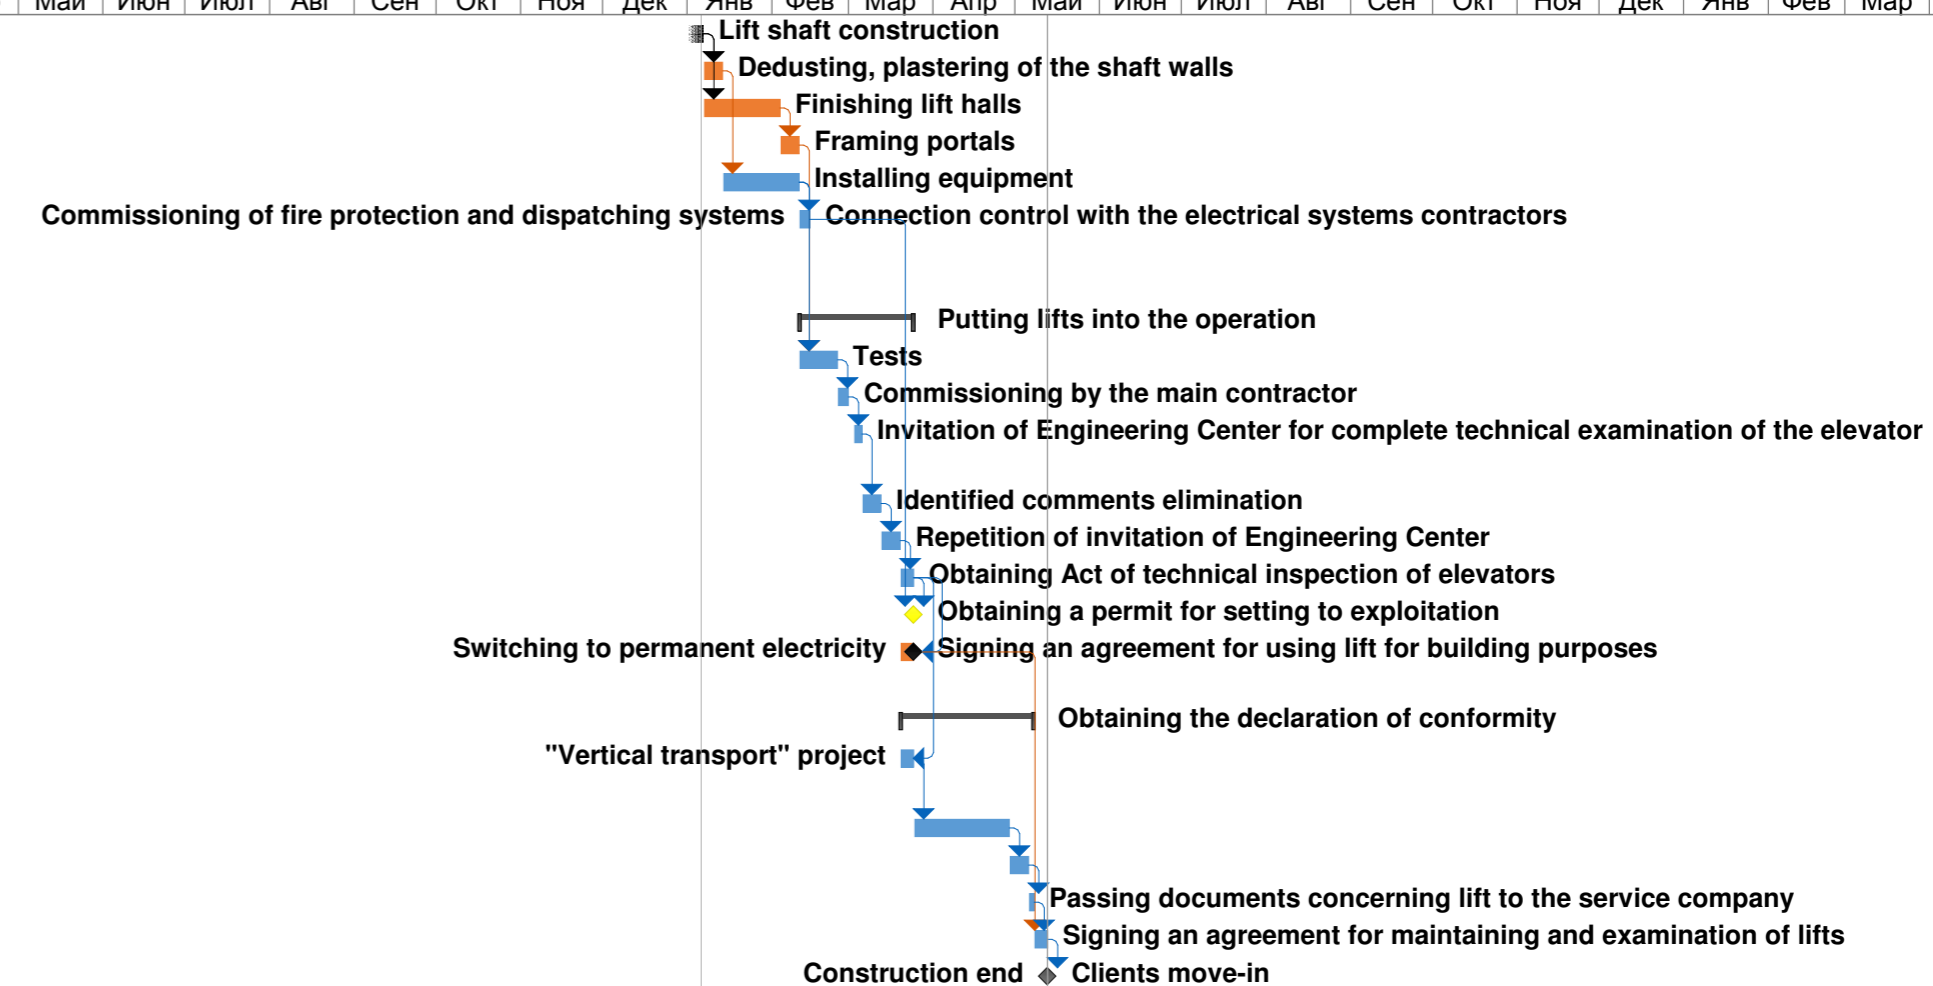 Май Июн Июл Авг Сен Окт Ноя Дек Янв Фев Мар Апр Май Июн Июл Авг Сен Окт Ноя Дек Янв Фев Мар
Lift shaft construction
Dedusting, plastering of the shaft walls
Finishing lift halls
Framing portals
Installing equipment
Commissioning of fire protection and dispatching systems Connection control with the electrical systems contractors
Putting lifts into the operation
Tests
Commissioning by the main contractor
Invitation of Engineering Center for complete technical examination of the elevator
Identified comments elimination
Repetition of invitation of Engineering Center
Obtaining Act of technical inspection of elevators
Obtaining a permit for setting to exploitation
Switching to permanent electricity Signing an agreement for using lift for building purposes
Obtaining the declaration of conformity
"Vertical transport" project
Passing documents concerning lift to the service company
Signing an agreement for maintaining and examination of lifts
Construction end Clients move-in